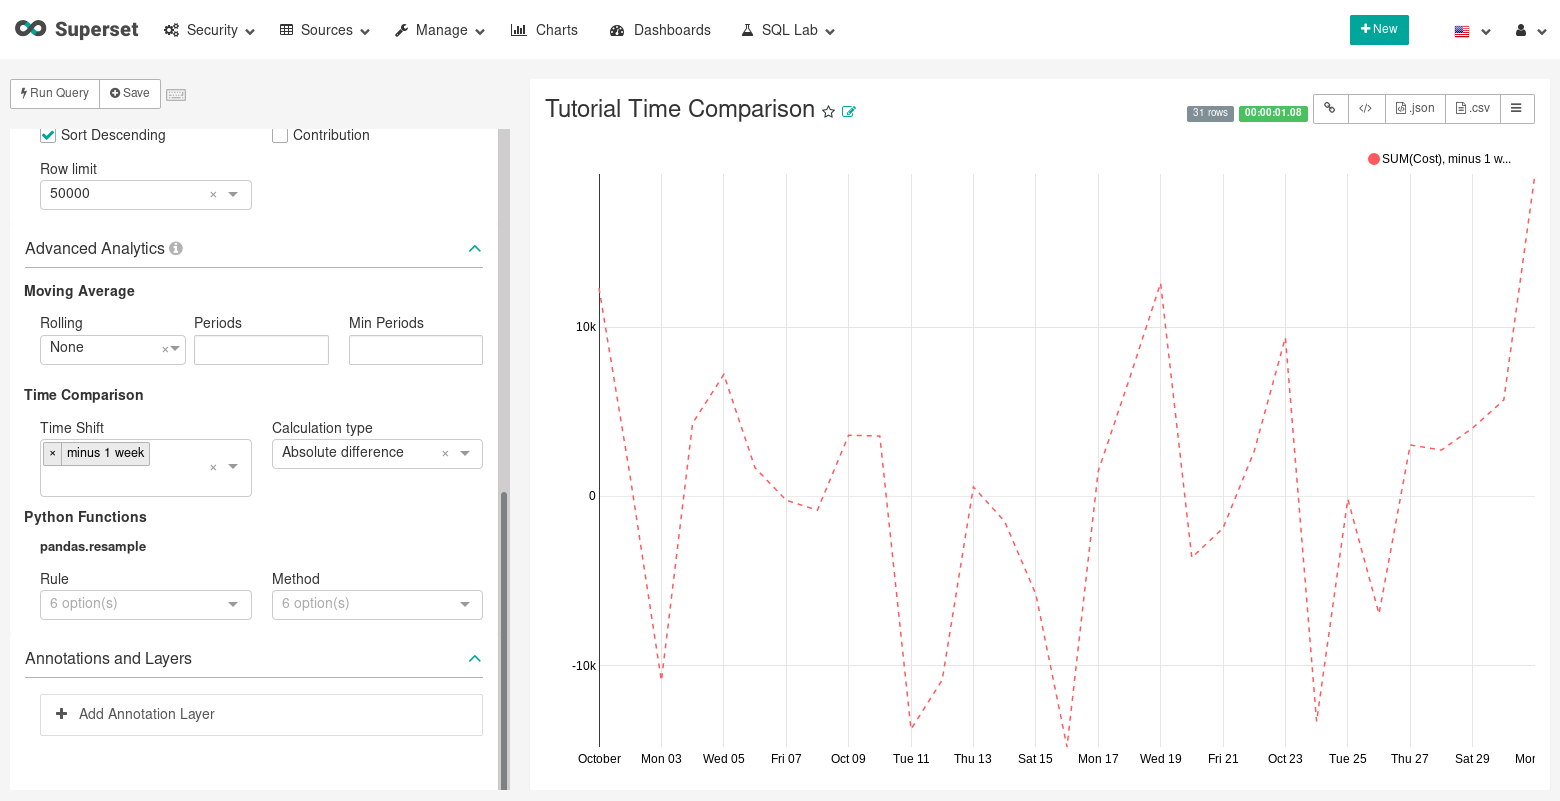 Superset Security Sources Manage Charts Dashboards SQL Lab New
Run Query Save
Sort Descending Contribution
Row limit
50000 ×
Advanced Analytics
Moving Average
Rolling Periods Min Periods
None ×
Time Comparison
Time Shift Calculation type
× minus 1 week × Absolute difference ×
Python Functions
pandas.resample
Rule Method
6 option(s) 6 option(s)
Annotations and Layers
Add Annotation Layer
Tutorial Time Comparison 31 rows 00:00:01.08 </> .json .csv
SUM(Cost), minus 1 w...
10k
0
-10k
October Mon 03 Wed 05 Fri 07 Oct 09 Tue 11 Thu 13 Sat 15 Mon 17 Wed 19 Fri 21 Oct 23 Tue 25 Thu 27 Sat 29 Mon